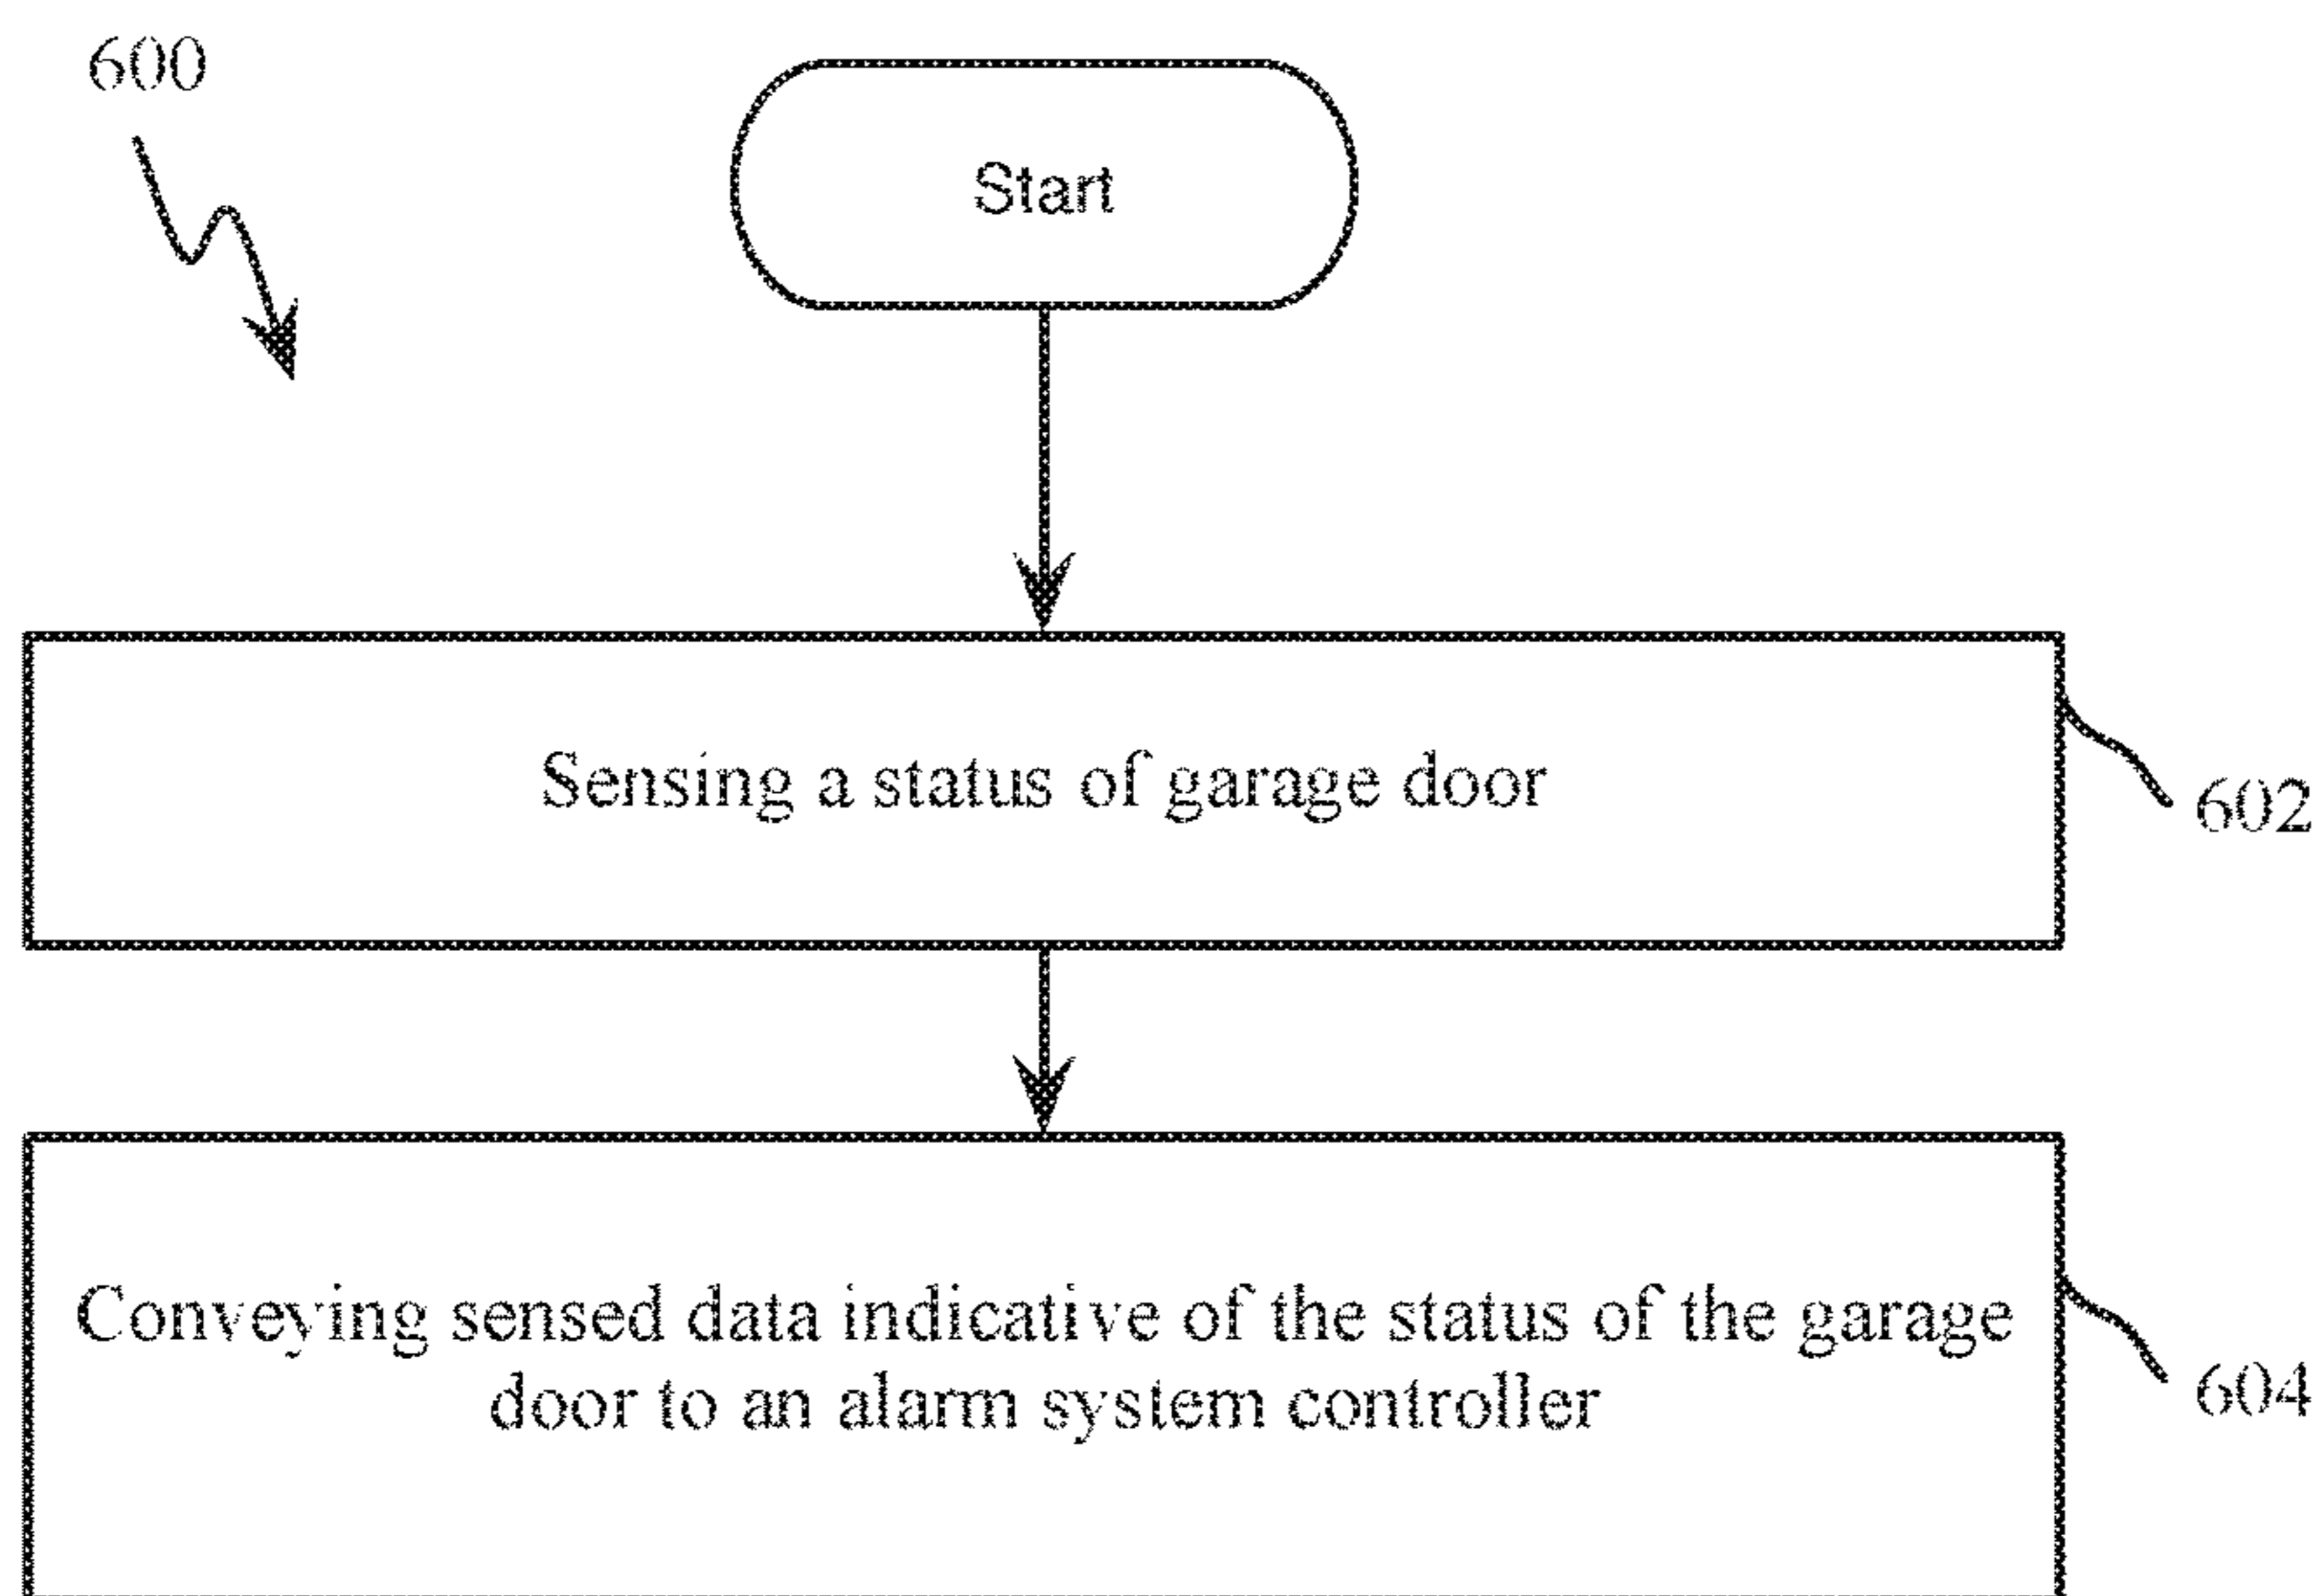 600
Start
Sensing a status of garage door
602
Conveying sensed data indicative of the status of the garage
door to an alarm system controller
604